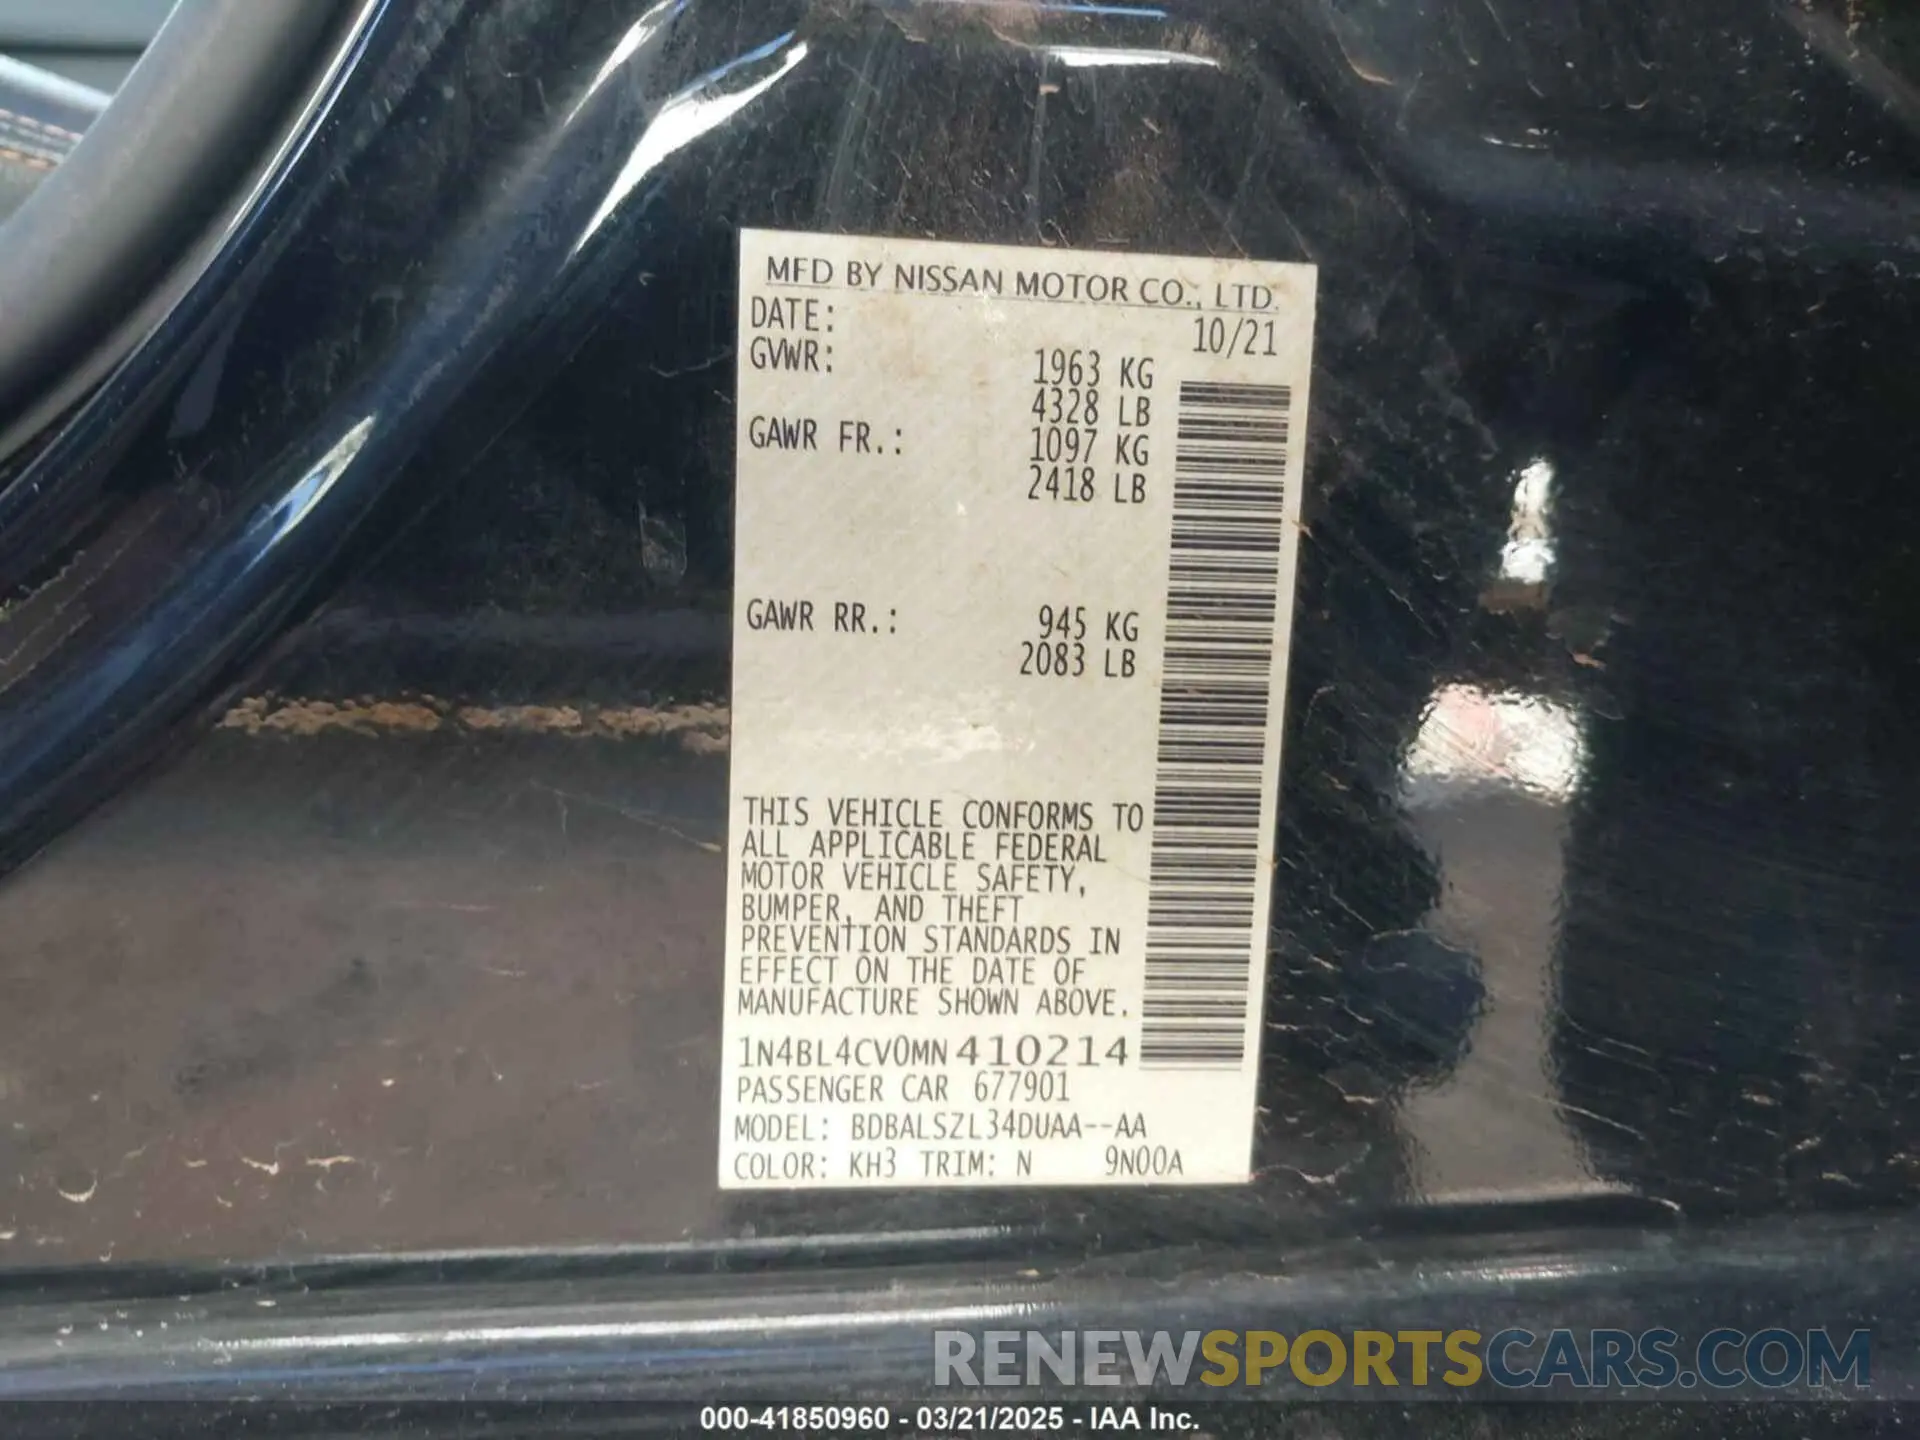 MFD BY NISSAN MOTOR CO., LTD.
DATE: 10/21
GVWR: 1963 KG
4328 LB
GAWR FR.: 1097 KG
2418 LB
GAWR RR.: 945 KG
2083 LB
THIS VEHICLE CONFORMS TO
ALL APPLICABLE FEDERAL
MOTOR VEHICLE SAFETY,
BUMPER, AND THEFT
PREVENTION STANDARDS IN
EFFECT ON THE DATE OF
MANUFACTURE SHOWN ABOVE.
1N4BL4CV0MN410214
PASSENGER CAR 677901
MODEL: BDBALSZL34DUAA--AA
COLOR: KH3 TRIM: N 9N00A
RENEWSPORTSCARS.COM
000-41850960 - 03/21/2025 - IAA Inc.